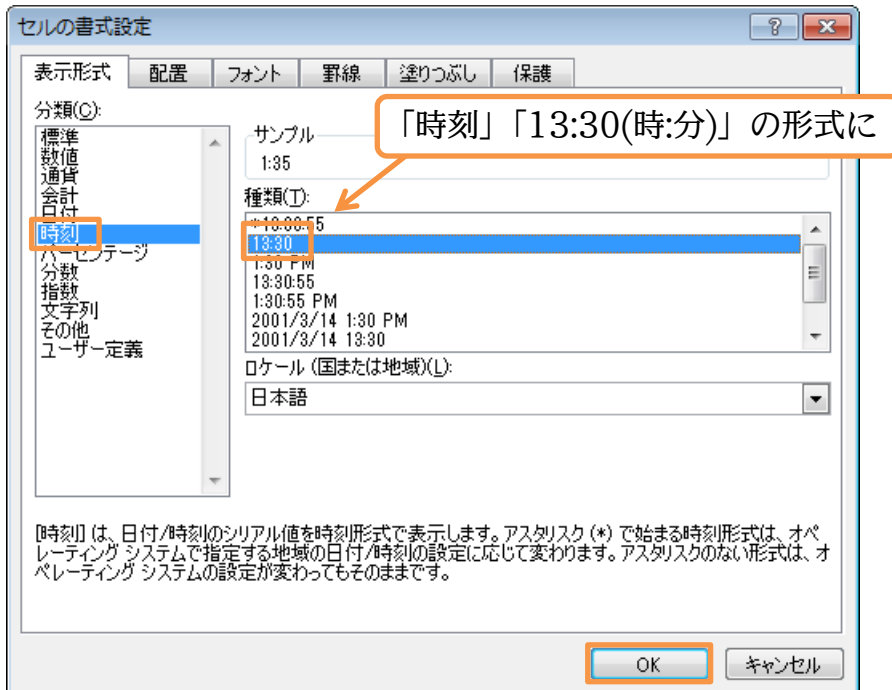 セルの書式設定
表示形式 配置 フォント 罫線 塗りつぶし 保護
分類(C):
標準
数値
通貨
会計
日付
時刻
パーセンテージ
分数
指数
文字列
その他
ユーザー定義
「時刻」「13:30(時:分)」の形式に
サンプル
1:35
種類(T):
*13:30:55
13:30
1:30 PM
13:30:55
1:30:55 PM
2001/3/14 1:30 PM
2001/3/14 13:30
ロケール (国または地域)(L):
日本語
[時刻] は、日付/時刻のシリアル値を時刻形式で表示します。アスタリスク (*) で始まる時刻形式は、オペ
レーティング システムで指定する地域の日付/時刻の設定に応じて変わります。アスタリスクのない形式は、オ
ペレーティング システムの設定が変わってもそのままです。
OK キャンセル